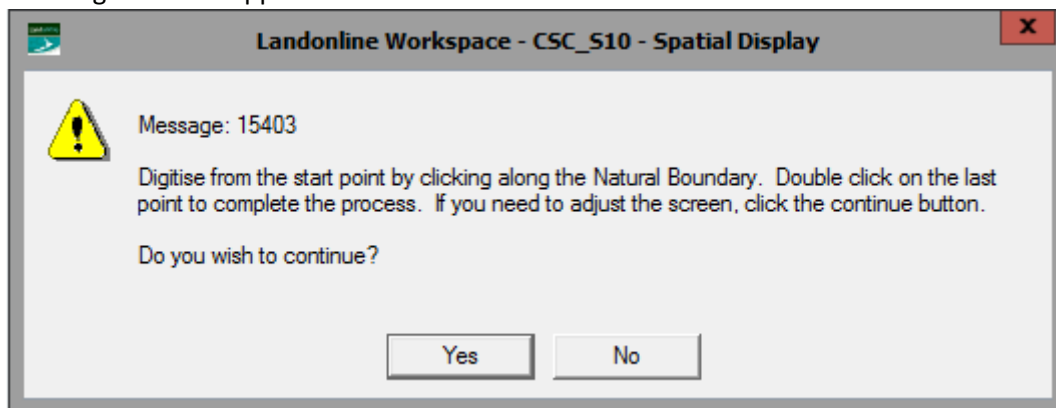 Landonline Workspace - CSC_S10 - Spatial Display
Message: 15403
Digitise from the start point by clicking along the Natural Boundary. Double click on the last
point to complete the process. If you need to adjust the screen, click the continue button.
Do you wish to continue?
Yes
No